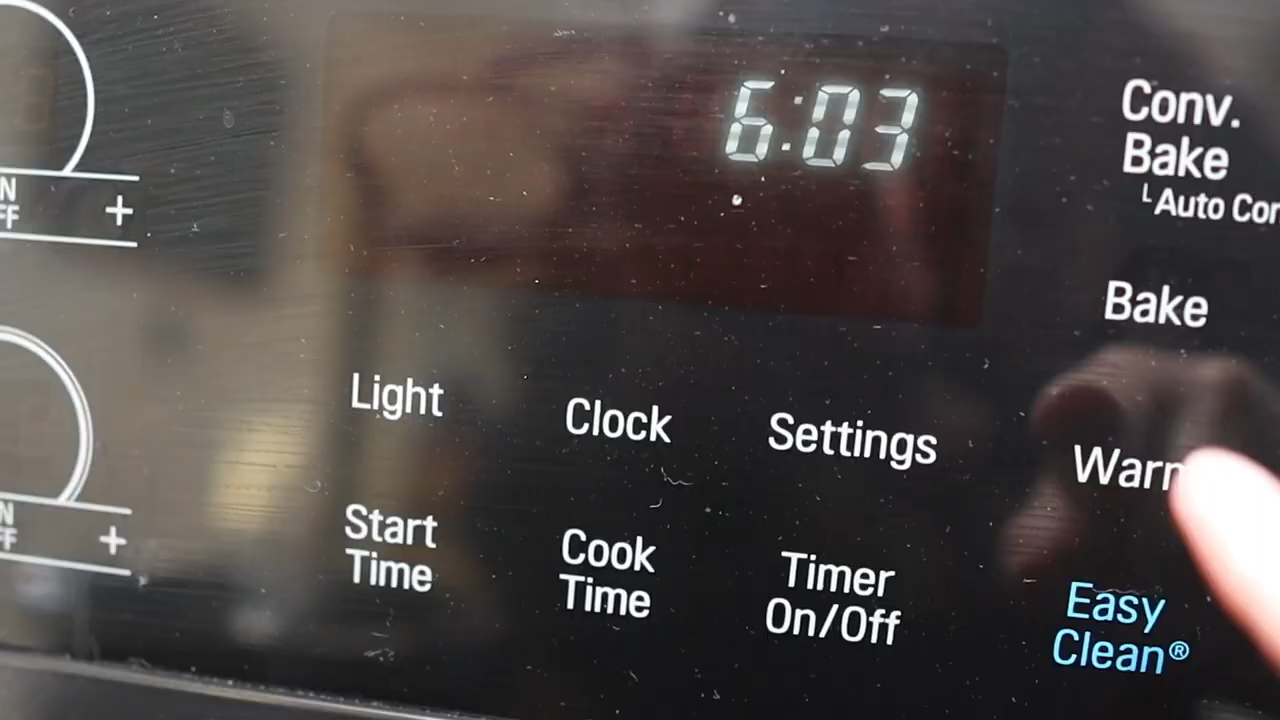 6:03
Conv.
Bake
└Auto Con
Bake
Light
Clock
Settings
Warm
Start
Time
Cook
Time
Timer
On/Off
Easy
Clean®
N
FF
+
N
FF
+